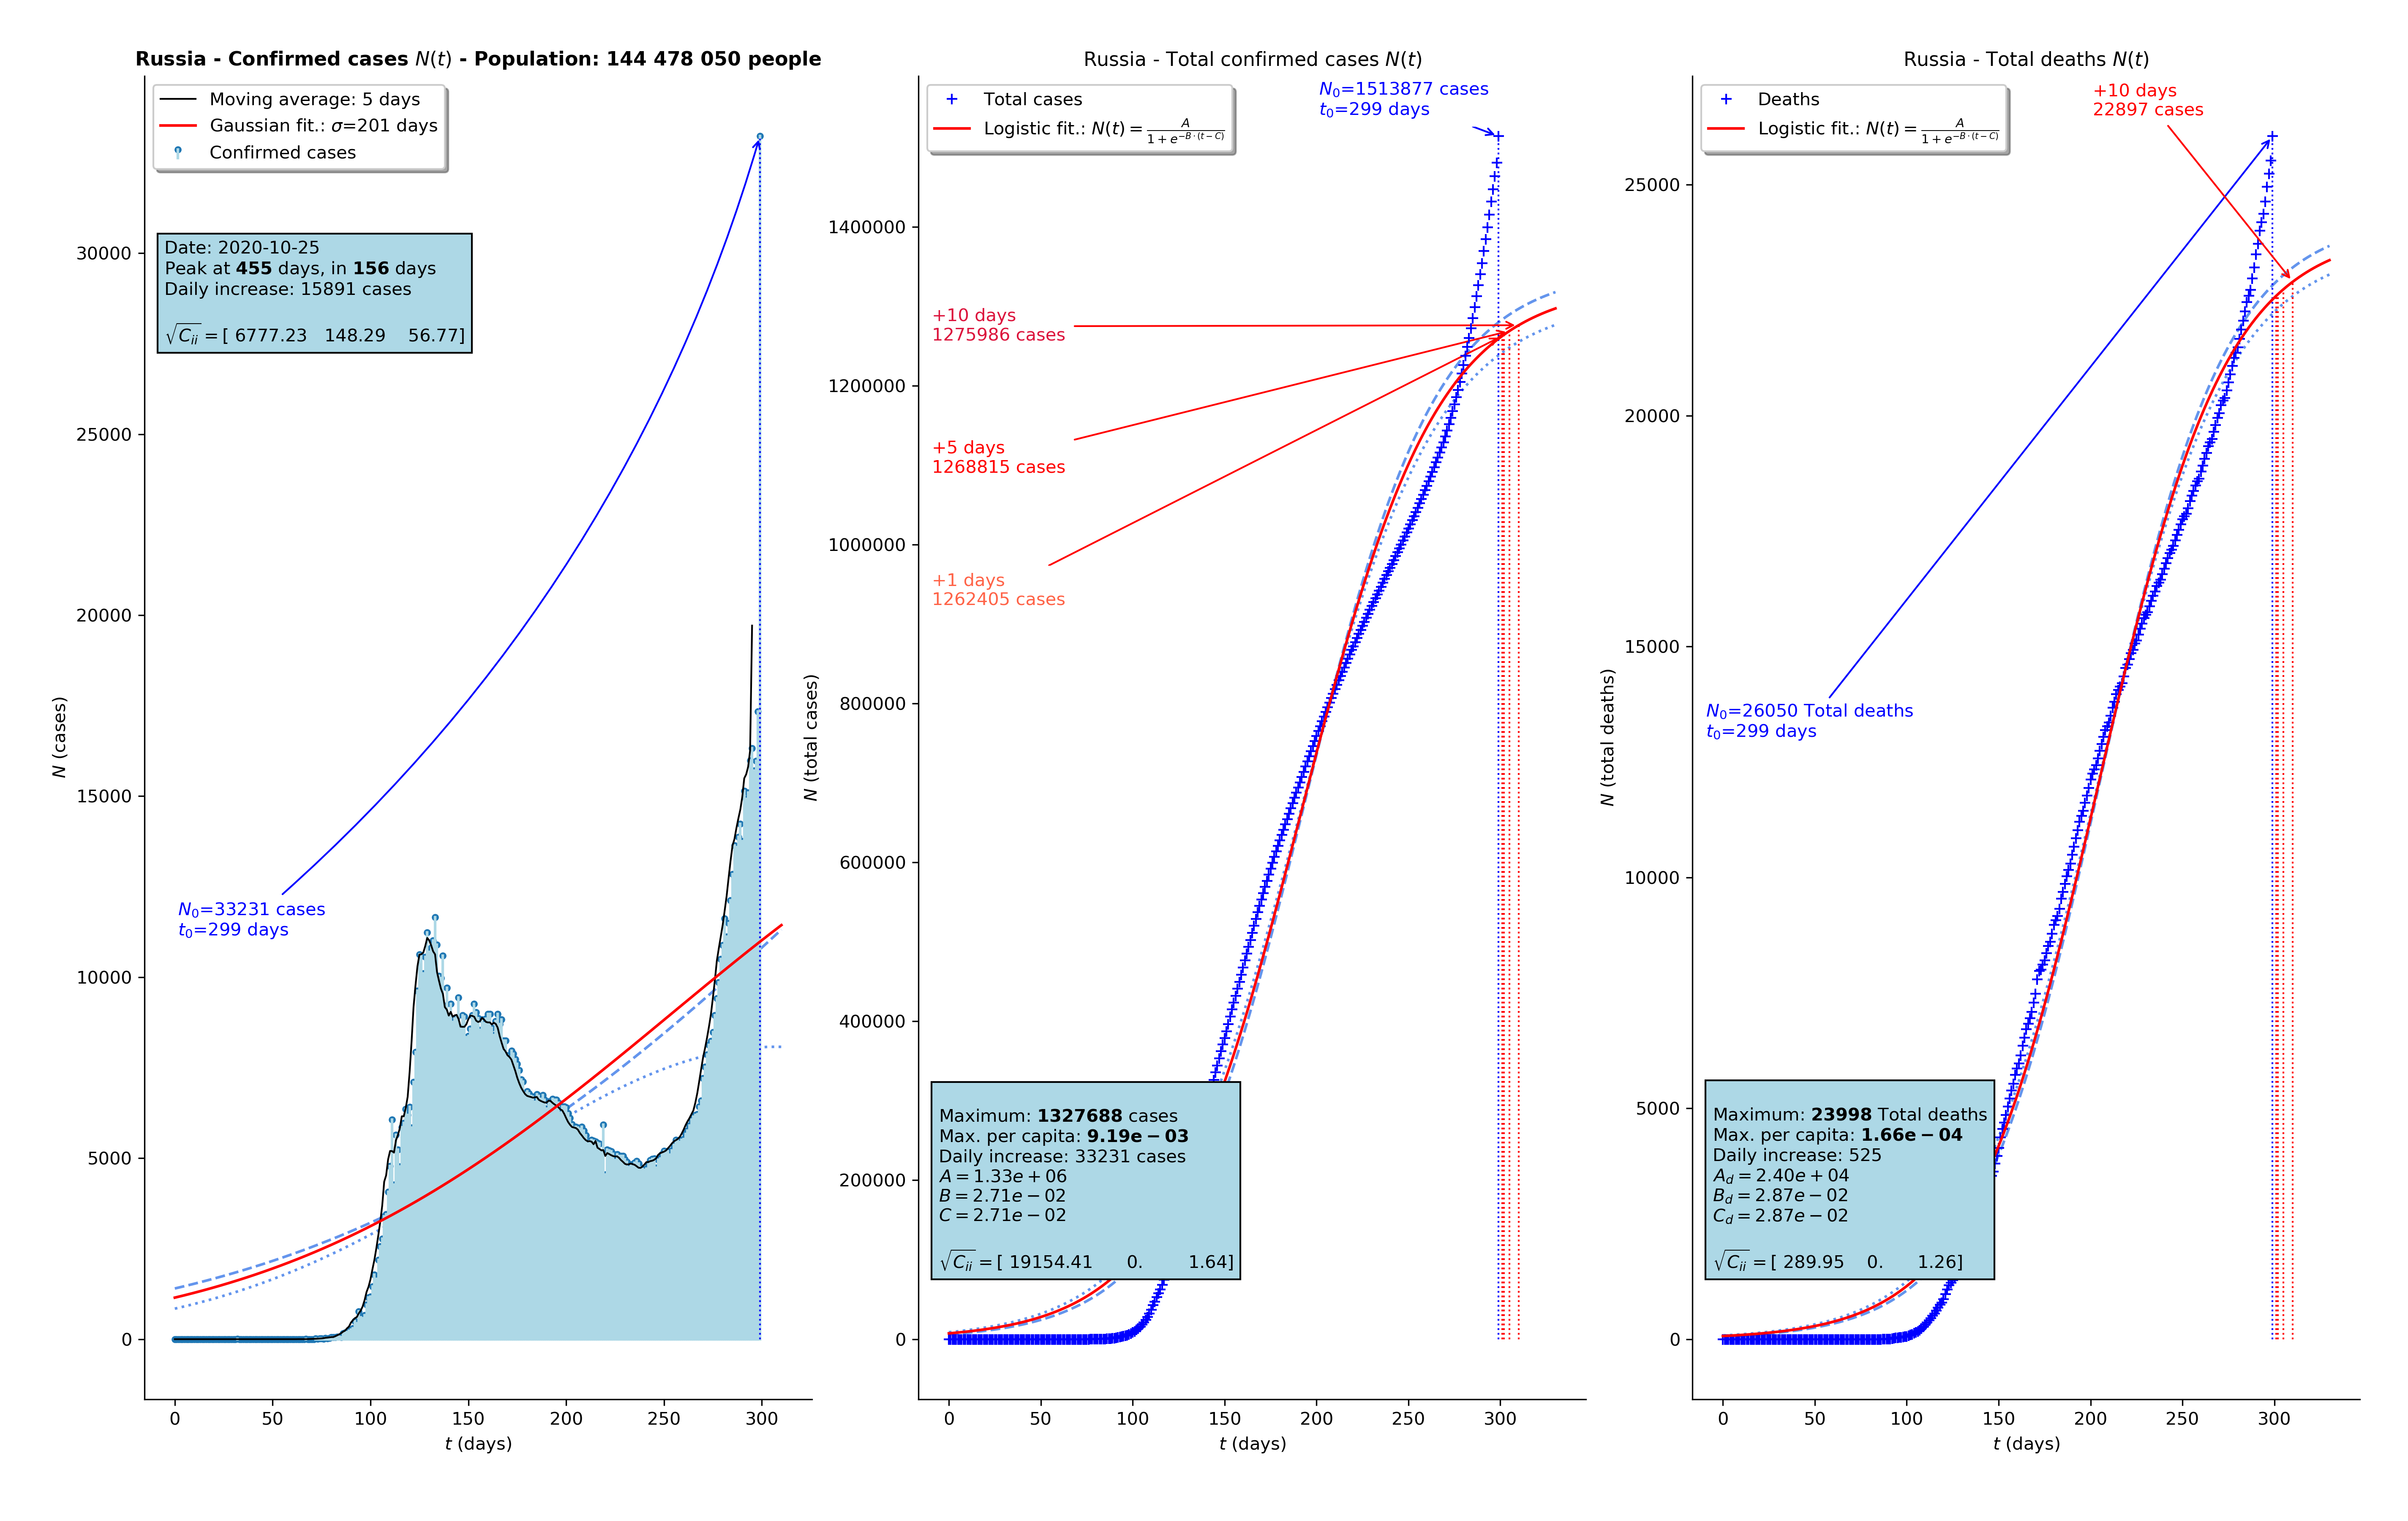 Russia - Confirmed cases N(t) - Population: 144 478 050 people
Moving average: 5 days
Gaussian fit.: σ=201 days
Confirmed cases
Date: 2020-10-25
Peak at 455 days, in 156 days
Daily increase: 15891 cases
√C_{ii} = [ 6777.23 148.29 56.77]
N₀=33231 cases
t₀=299 days
30000
25000
20000
15000
10000
5000
0
N (cases)
0 50 100 150 200 250 300
t (days)
Russia - Total confirmed cases N(t)
Total cases
Logistic fit.: N(t) = A / (1 + e^{−B·(t−C)})
N₀=1513877 cases
t₀=299 days
+10 days
1275986 cases
+5 days
1268815 cases
+1 days
1262405 cases
Maximum: 1327688 cases
Max. per capita: 9.19e − 03
Daily increase: 33231 cases
A = 1.33e + 06
B = 2.71e − 02
C = 2.71e − 02
√C_{ii} = [ 19154.41 0. 1.64]
1400000
1200000
1000000
800000
600000
400000
200000
0
N (total cases)
0 50 100 150 200 250 300
t (days)
Russia - Total deaths N(t)
Deaths
Logistic fit.: N(t) = A / (1 + e^{−B·(t−C)})
+10 days
22897 cases
N₀=26050 Total deaths
t₀=299 days
Maximum: 23998 Total deaths
Max. per capita: 1.66e − 04
Daily increase: 525
A_d = 2.40e + 04
B_d = 2.87e − 02
C_d = 2.87e − 02
√C_{ii} = [ 289.95 0. 1.26]
25000
20000
15000
10000
5000
0
N (total deaths)
0 50 100 150 200 250 300
t (days)